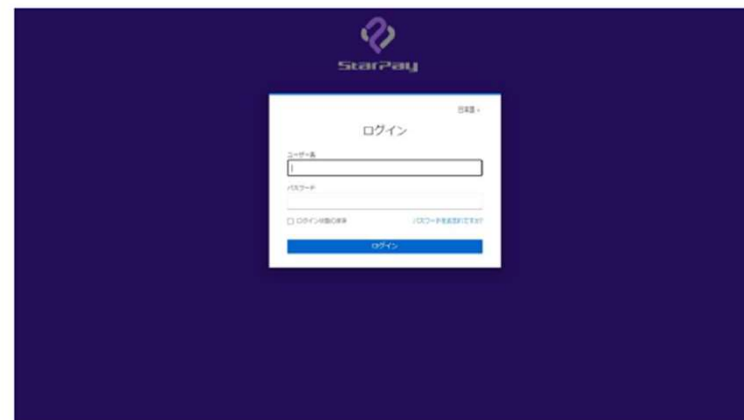 StarPay
日本語
ログイン
ユーザー名
パスワード
ログイン状態の保存
パスワードをお忘れですか?
ログイン